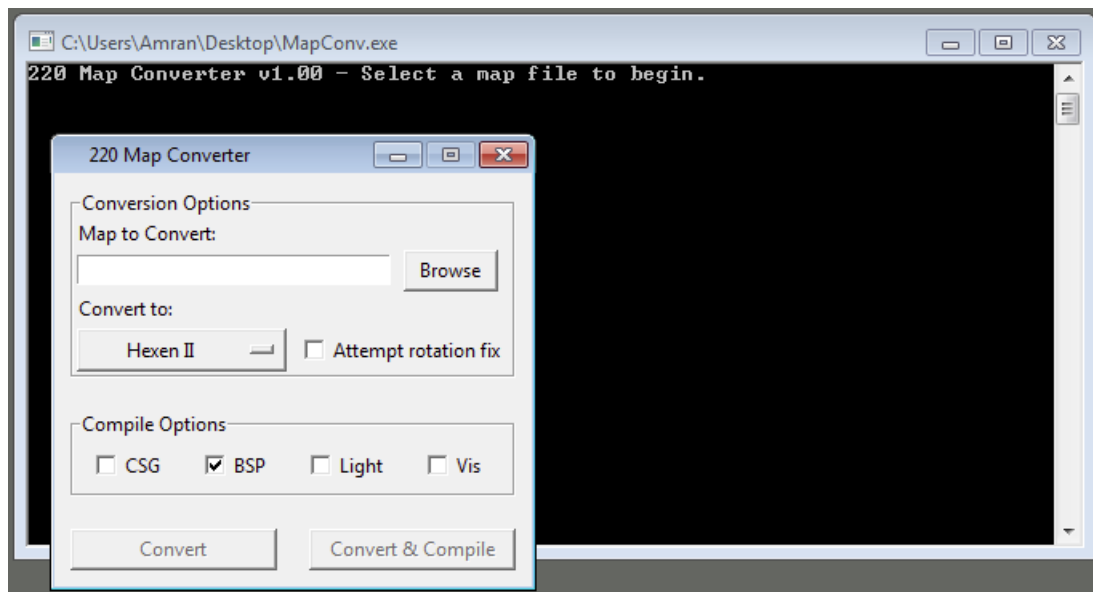 C:\Users\Amran\Desktop\MapConv.exe
220 Map Converter v1.00 - Select a map file to begin.
220 Map Converter
Conversion Options
Map to Convert:
Browse
Convert to:
Hexen II
Attempt rotation fix
Compile Options
CSG BSP Light Vis
Convert Convert & Compile